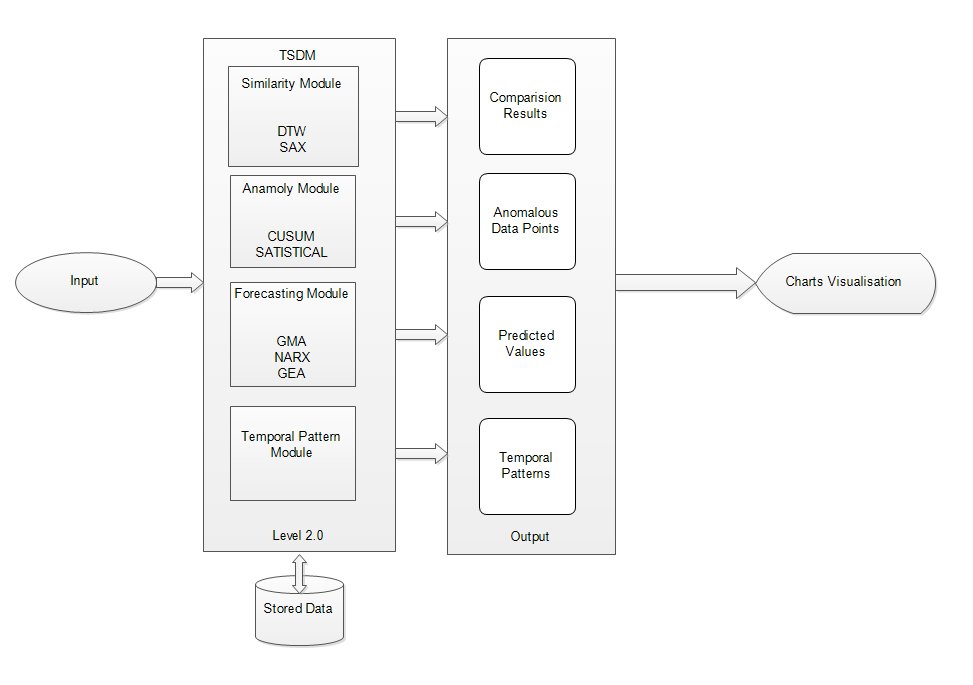 TSDM
Similarity Module
DTW
SAX
Anamoly Module
CUSUM
SATISTICAL
Forecasting Module
GMA
NARX
GEA
Temporal Pattern
Module
Level 2.0
Input
Stored Data
Comparision
Results
Anomalous
Data Points
Predicted
Values
Temporal
Patterns
Output
Charts Visualisation